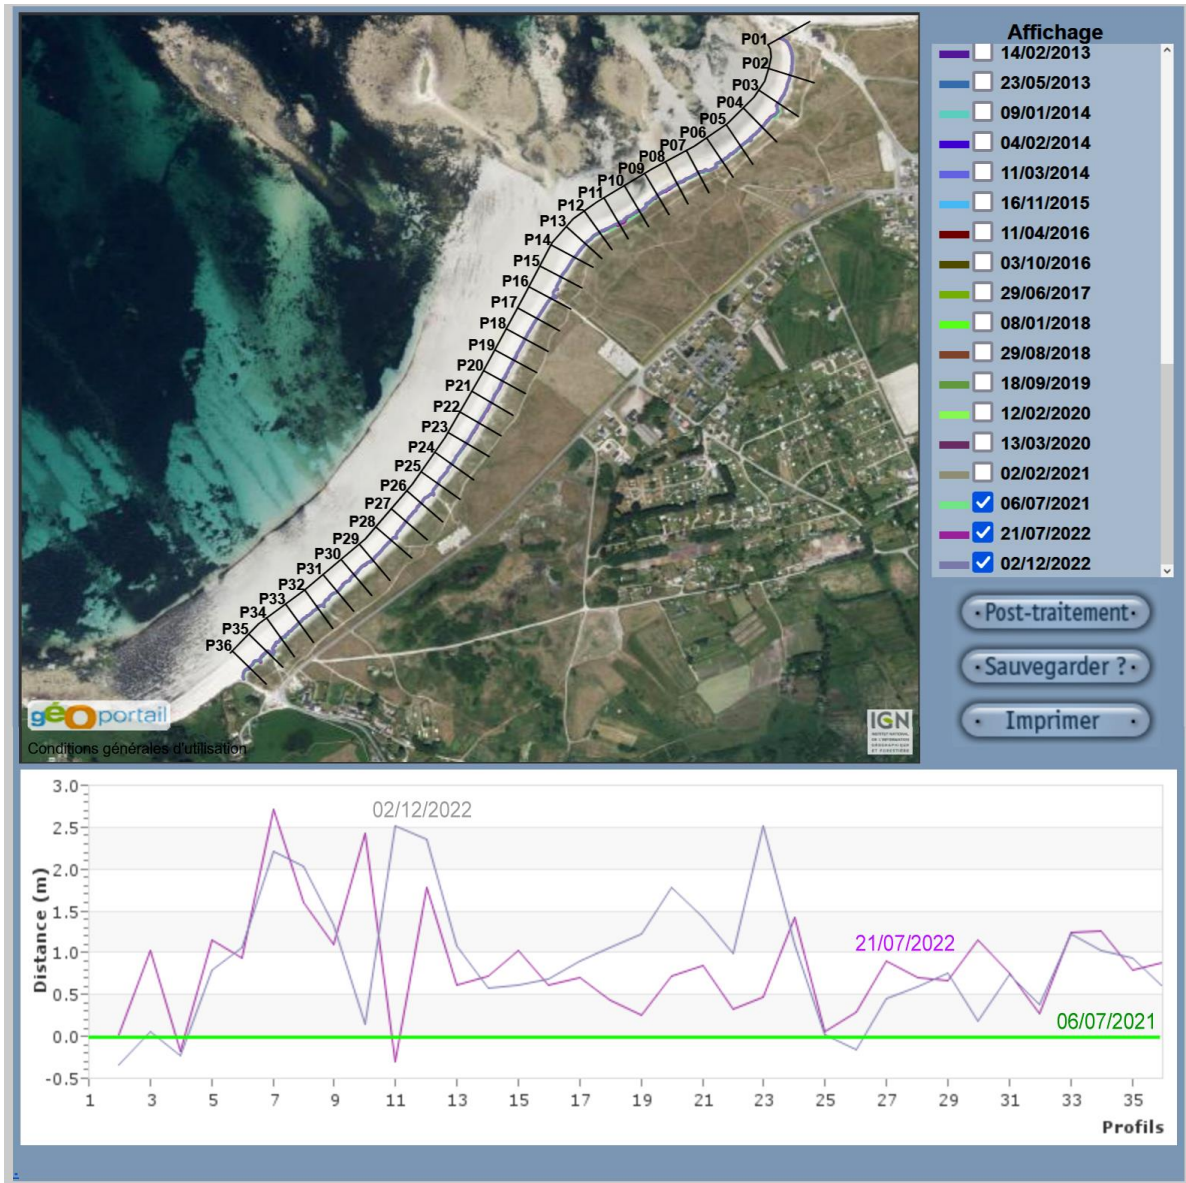 P01
P02
P03
P04
P05
P06
P07
P08
P09
P10
P11
P12
P13
P14
P15
P16
P17
P18
P19
P20
P21
P22
P23
P24
P25
P26
P27
P28
P29
P30
P31
P32
P33
P34
P35
P36
géOportail
Conditions générales d'utilisation
IGN
Affichage
14/02/2013
23/05/2013
09/01/2014
04/02/2014
11/03/2014
16/11/2015
11/04/2016
03/10/2016
29/06/2017
08/01/2018
29/08/2018
18/09/2019
12/02/2020
13/03/2020
02/02/2021
06/07/2021
21/07/2022
02/12/2022
Post-traitement
Sauvegarder ?
Imprimer
Distance (m)
3.0
2.5
2.0
1.5
1.0
0.5
0.0
-0.5
02/12/2022
21/07/2022
06/07/2021
1 3 5 7 9 11 13 15 17 19 21 23 25 27 29 31 33 35
Profils